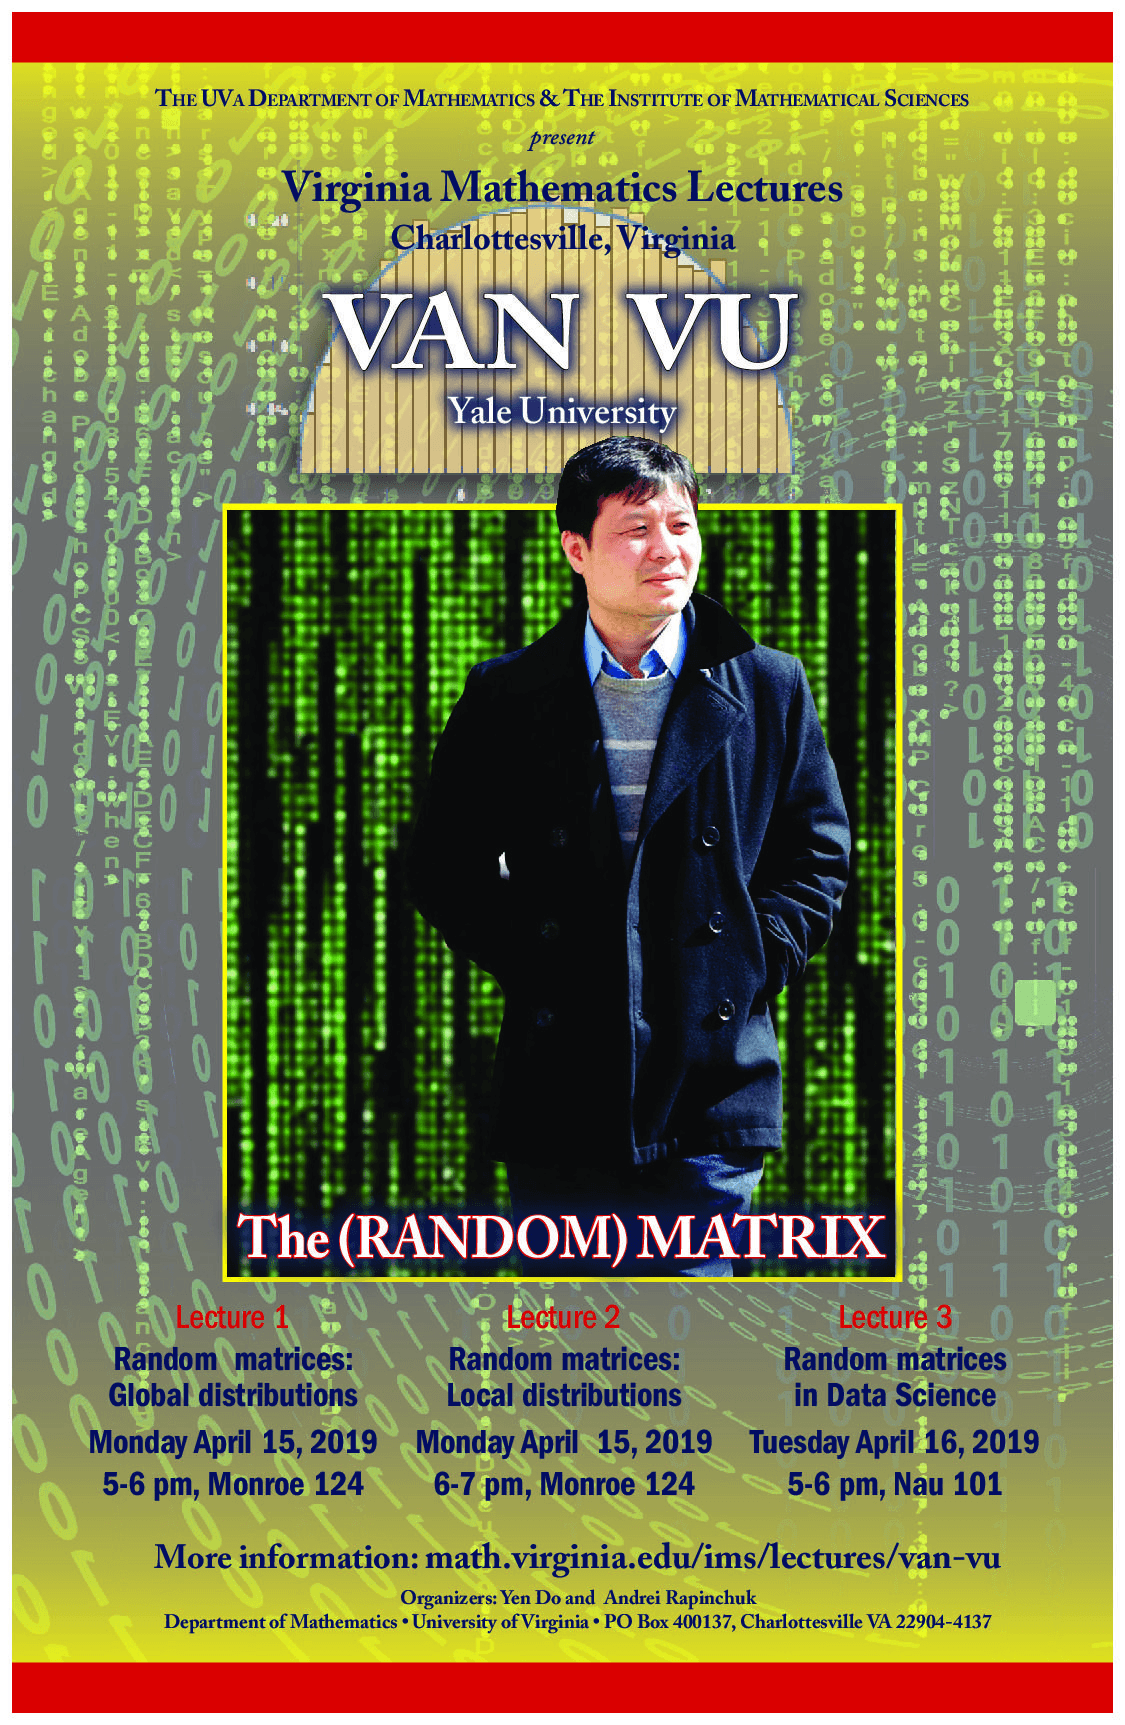 THE UVA DEPARTMENT OF MATHEMATICS & THE INSTITUTE OF MATHEMATICAL SCIENCES
present
Virginia Mathematics Lectures
Charlottesville, Virginia
VAN VU
Yale University
The (RANDOM) MATRIX
Lecture 1
Random matrices:
Global distributions
Monday April 15, 2019
5-6 pm, Monroe 124
Lecture 2
Random matrices:
Local distributions
Monday April 15, 2019
6-7 pm, Monroe 124
Lecture 3
Random matrices
in Data Science
Tuesday April 16, 2019
5-6 pm, Nau 101
More information: math.virginia.edu/ims/lectures/van-vu
Organizers: Yen Do and Andrei Rapinchuk
Department of Mathematics • University of Virginia • PO Box 400137, Charlottesville VA 22904-4137